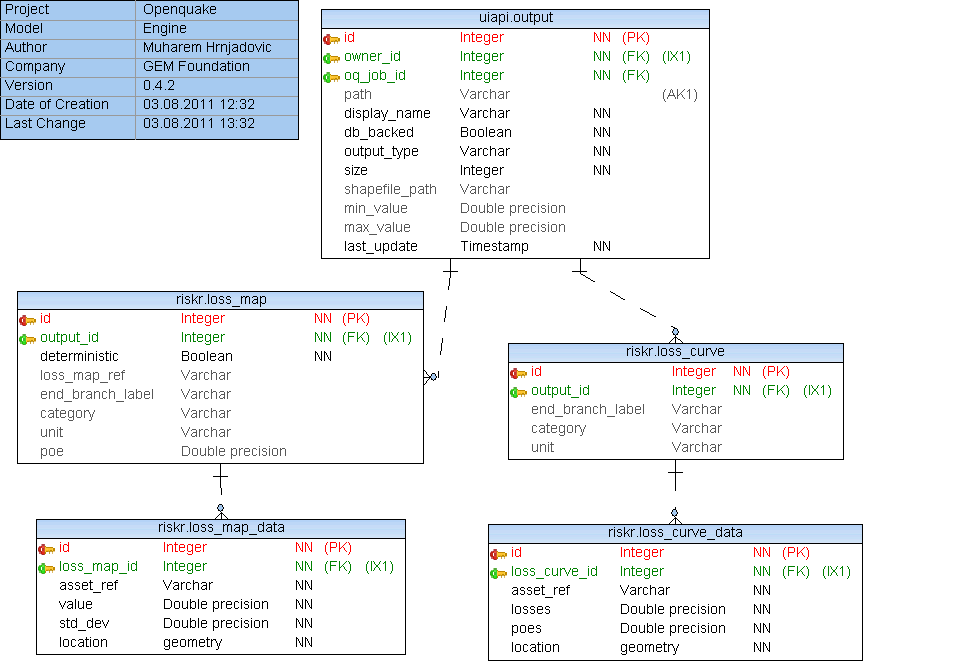 Project Openquake
Model Engine
Author Muharem Hrnjadovic
Company GEM Foundation
Version 0.4.2
Date of Creation 03.08.2011 12:32
Last Change 03.08.2011 13:32
uiapi.output
id Integer NN (PK)
owner_id Integer NN (FK) (IX1)
oq_job_id Integer NN (FK)
path Varchar (AK1)
display_name Varchar NN
db_backed Boolean NN
output_type Varchar NN
size Integer NN
shapefile_path Varchar
min_value Double precision
max_value Double precision
last_update Timestamp NN
riskr.loss_map
id Integer NN (PK)
output_id Integer NN (FK) (IX1)
deterministic Boolean NN
loss_map_ref Varchar
end_branch_label Varchar
category Varchar
unit Varchar
poe Double precision
riskr.loss_curve
id Integer NN (PK)
output_id Integer NN (FK) (IX1)
end_branch_label Varchar
category Varchar
unit Varchar
riskr.loss_map_data
id Integer NN (PK)
loss_map_id Integer NN (FK) (IX1)
asset_ref Varchar NN
value Double precision NN
std_dev Double precision NN
location geometry NN
riskr.loss_curve_data
id Integer NN (PK)
loss_curve_id Integer NN (FK) (IX1)
asset_ref Varchar NN
losses Double precision NN
poes Double precision NN
location geometry NN